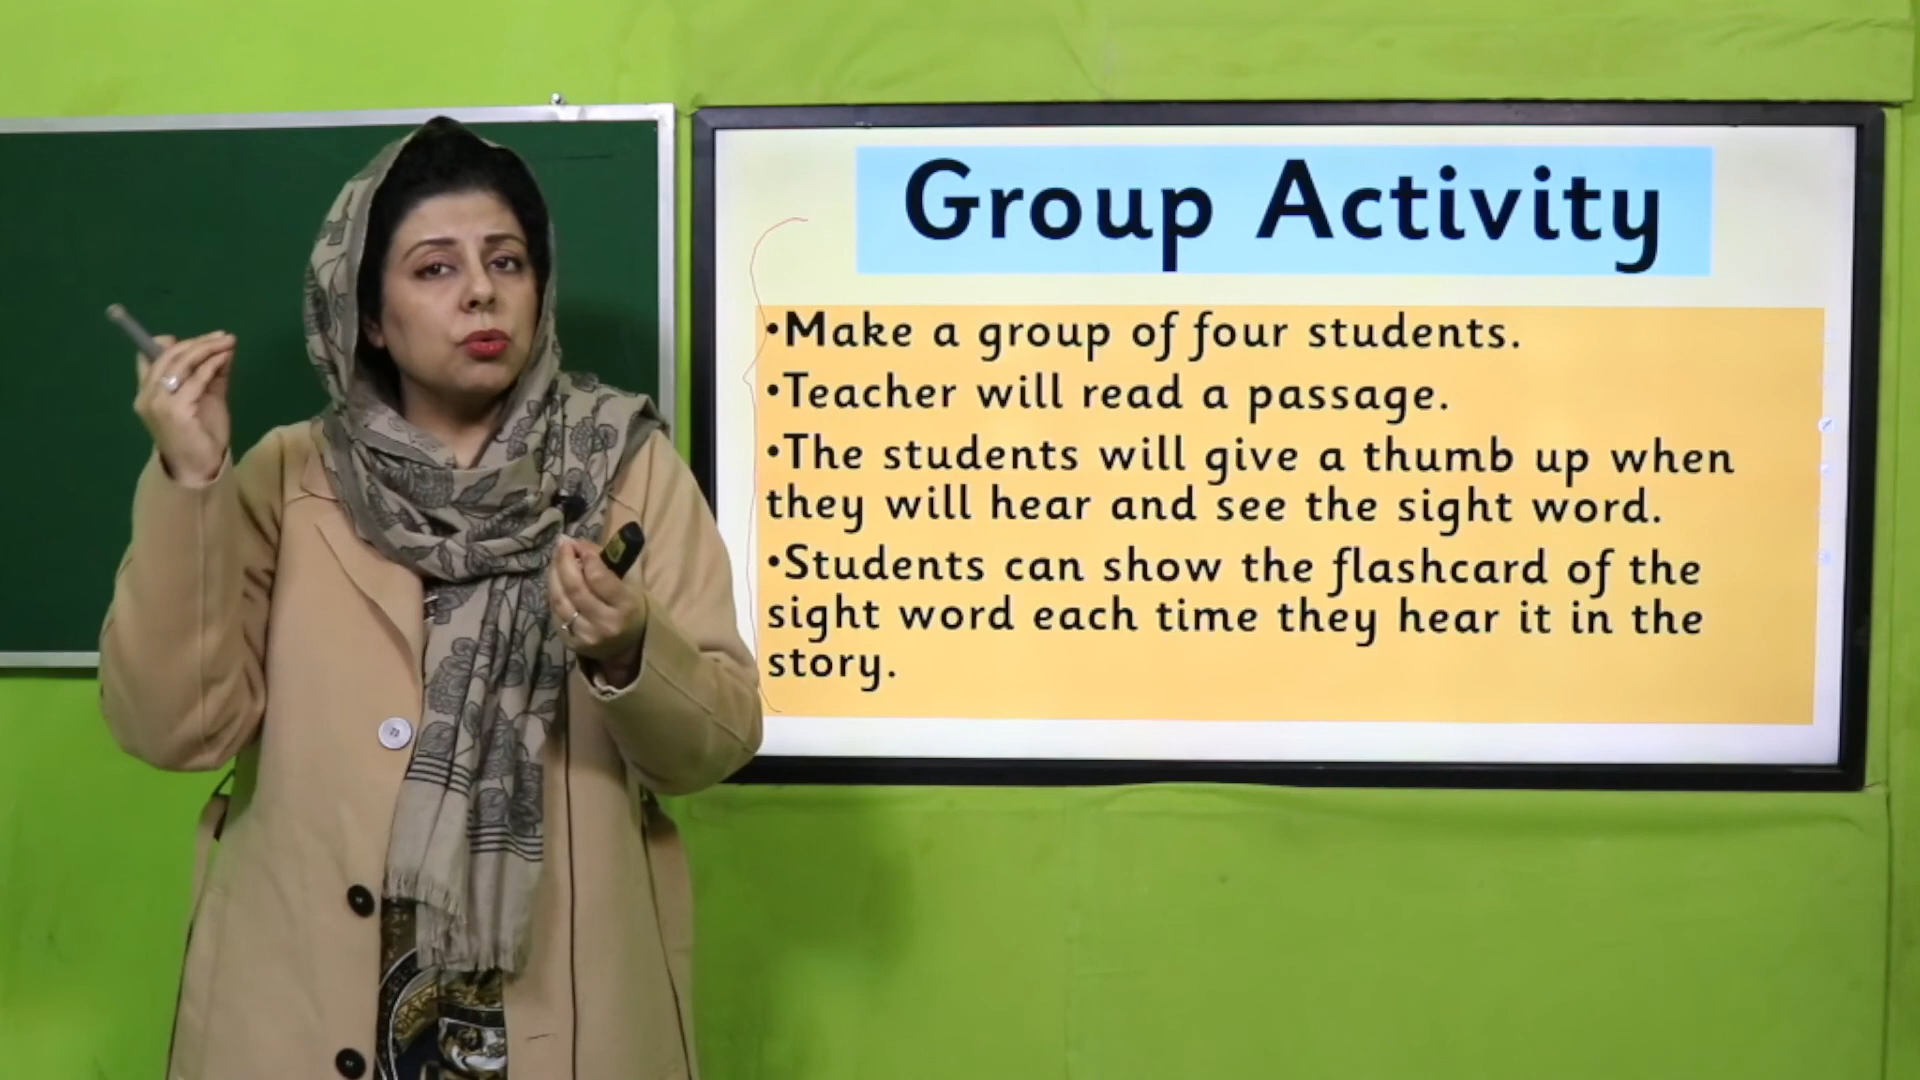 Group Activity
•Make a group of four students.
•Teacher will read a passage.
•The students will give a thumb up when
they will hear and see the sight word.
•Students can show the flashcard of the
sight word each time they hear it in the
story.